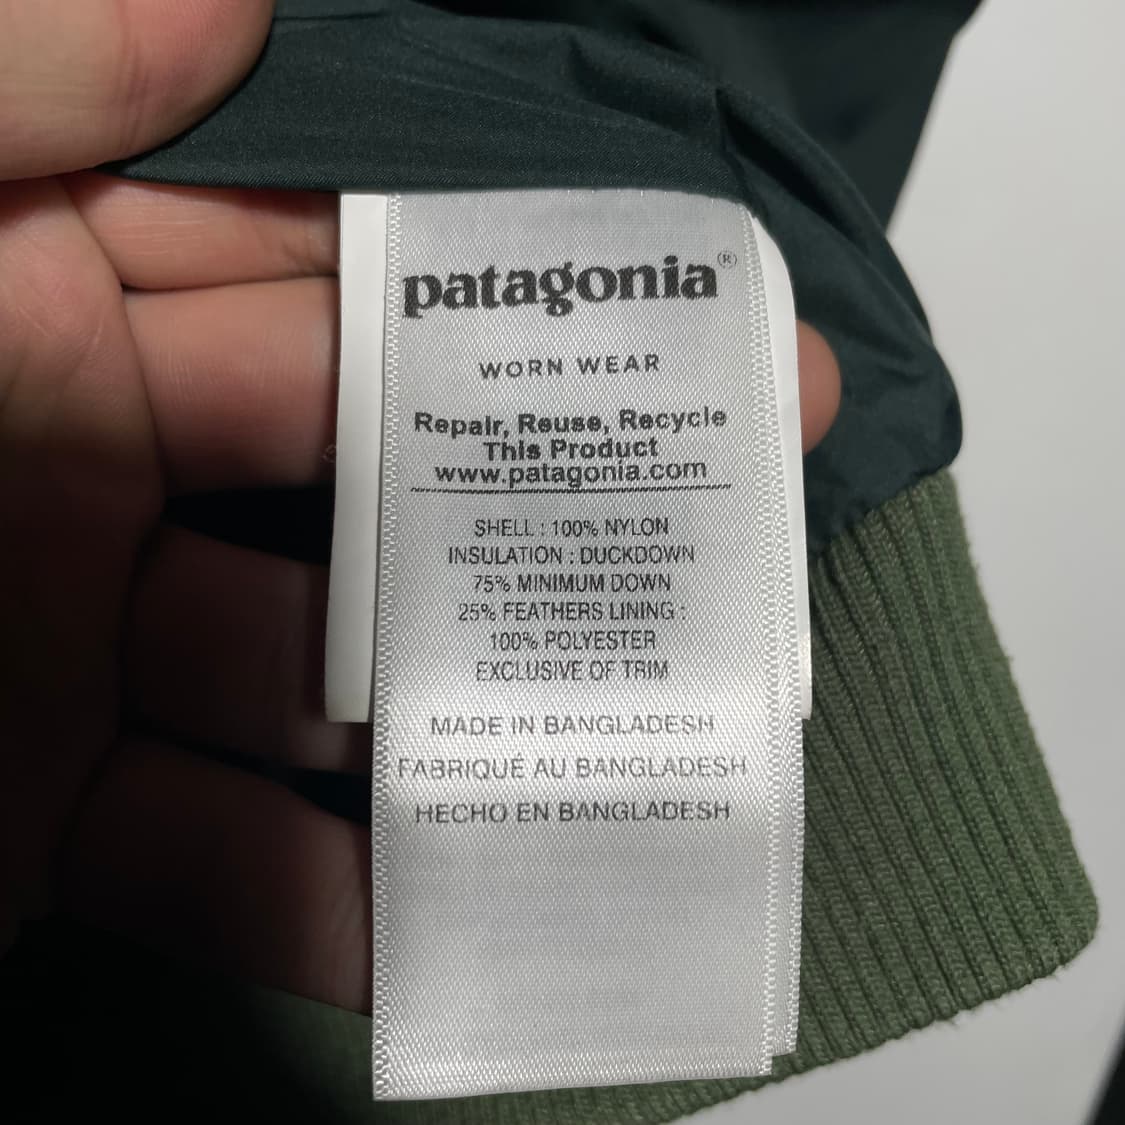 patagonia®
WORN WEAR
Repair, Reuse, Recycle
This Product
www.patagonia.com
SHELL : 100% NYLON
INSULATION : DUCKDOWN
75% MINIMUM DOWN
25% FEATHERS LINING :
100% POLYESTER
EXCLUSIVE OF TRIM
MADE IN BANGLADESH
FABRIQUÉ AU BANGLADESH
HECHO EN BANGLADESH